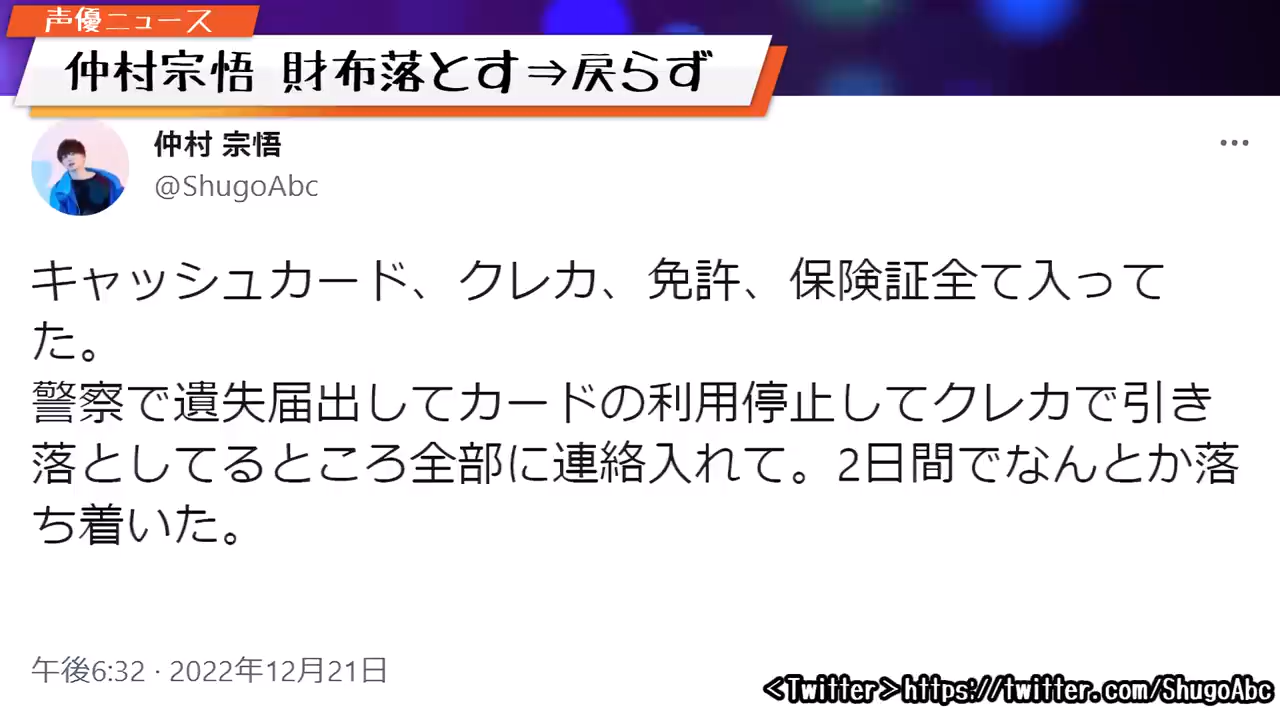 声優ニュース
仲村宗悟 財布落とす⇒戻らず
仲村 宗悟
@ShugoAbc
キャッシュカード、クレカ、免許、保険証全て入って
た。
警察で遺失届出してカードの利用停止してクレカで引き
落としてるところ全部に連絡入れて。2日間でなんとか落
ち着いた。
午後6:32 · 2022年12月21日
<Twitter>https://twitter.com/ShugoAbc